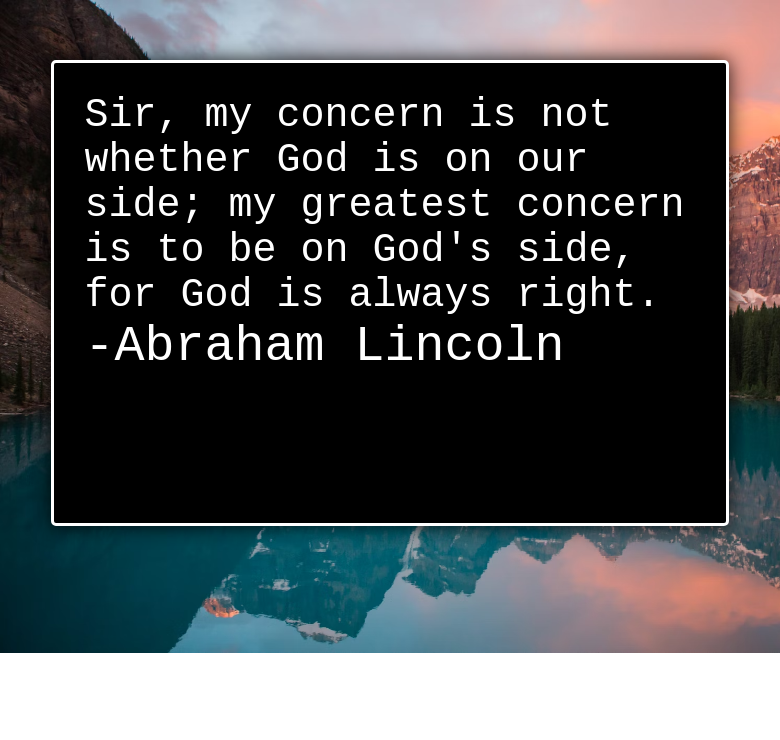 Sir, my concern is not
whether God is on our
side; my greatest concern
is to be on God's side,
for God is always right.
-Abraham Lincoln